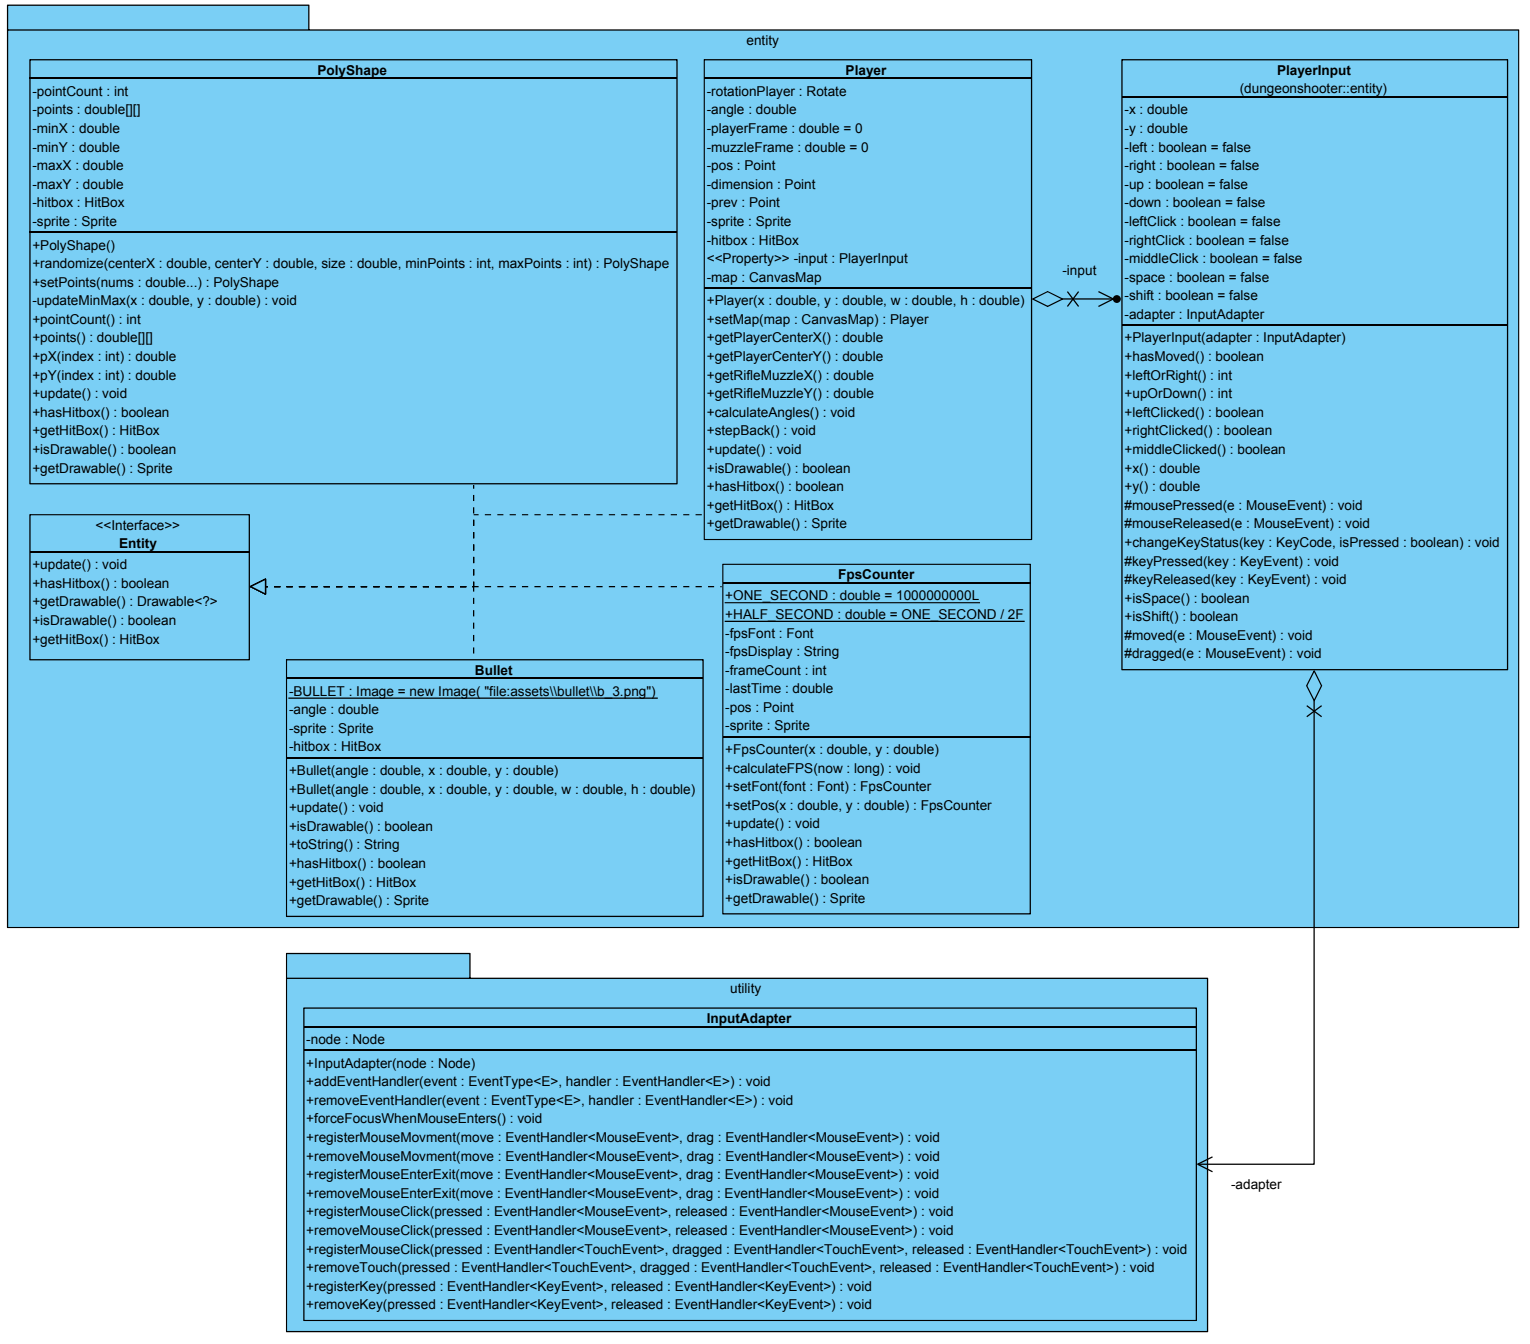 entity
PolyShape
-pointCount : int
-points : double[][]
-minX : double
-minY : double
-maxX : double
-maxY : double
-hitbox : HitBox
-sprite : Sprite
+PolyShape()
+randomize(centerX : double, centerY : double, size : double, minPoints : int, maxPoints : int) : PolyShape
+setPoints(nums : double...) : PolyShape
-updateMinMax(x : double, y : double) : void
+pointCount() : int
+points() : double[][]
+pX(index : int) : double
+pY(index : int) : double
+update() : void
+hasHitbox() : boolean
+getHitBox() : HitBox
+isDrawable() : boolean
+getDrawable() : Sprite
Player
-rotationPlayer : Rotate
-angle : double
-playerFrame : double = 0
-muzzleFrame : double = 0
-pos : Point
-dimension : Point
-prev : Point
-sprite : Sprite
-hitbox : HitBox
<<Property>> -input : PlayerInput
-map : CanvasMap
+Player(x : double, y : double, w : double, h : double)
+setMap(map : CanvasMap) : Player
+getPlayerCenterX() : double
+getPlayerCenterY() : double
+getRifleMuzzleX() : double
+getRifleMuzzleY() : double
+calculateAngles() : void
+stepBack() : void
+update() : void
+isDrawable() : boolean
+hasHitbox() : boolean
+getHitBox() : HitBox
+getDrawable() : Sprite
-input
PlayerInput
(dungeonshooter::entity)
-x : double
-y : double
-left : boolean = false
-right : boolean = false
-up : boolean = false
-down : boolean = false
-leftClick : boolean = false
-rightClick : boolean = false
-middleClick : boolean = false
-space : boolean = false
-shift : boolean = false
-adapter : InputAdapter
+PlayerInput(adapter : InputAdapter)
+hasMoved() : boolean
+leftOrRight() : int
+upOrDown() : int
+leftClicked() : boolean
+rightClicked() : boolean
+middleClicked() : boolean
+x() : double
+y() : double
#mousePressed(e : MouseEvent) : void
#mouseReleased(e : MouseEvent) : void
+changeKeyStatus(key : KeyCode, isPressed : boolean) : void
#keyPressed(key : KeyEvent) : void
#keyReleased(key : KeyEvent) : void
+isSpace() : boolean
+isShift() : boolean
#moved(e : MouseEvent) : void
#dragged(e : MouseEvent) : void
<<Interface>>
Entity
+update() : void
+hasHitbox() : boolean
+getDrawable() : Drawable<?>
+isDrawable() : boolean
+getHitBox() : HitBox
Bullet
-BULLET : Image = new Image( "file:assets\\bullet\\b_3.png")
-angle : double
-sprite : Sprite
-hitbox : HitBox
+Bullet(angle : double, x : double, y : double)
+Bullet(angle : double, x : double, y : double, w : double, h : double)
+update() : void
+isDrawable() : boolean
+toString() : String
+hasHitbox() : boolean
+getHitBox() : HitBox
+getDrawable() : Sprite
FpsCounter
+ONE_SECOND : double = 1000000000L
+HALF_SECOND : double = ONE_SECOND / 2F
-fpsFont : Font
-fpsDisplay : String
-frameCount : int
-lastTime : double
-pos : Point
-sprite : Sprite
+FpsCounter(x : double, y : double)
+calculateFPS(now : long) : void
+setFont(font : Font) : FpsCounter
+setPos(x : double, y : double) : FpsCounter
+update() : void
+hasHitbox() : boolean
+getHitBox() : HitBox
+isDrawable() : boolean
+getDrawable() : Sprite
utility
InputAdapter
-node : Node
+InputAdapter(node : Node)
+addEventHandler(event : EventType<E>, handler : EventHandler<E>) : void
+removeEventHandler(event : EventType<E>, handler : EventHandler<E>) : void
+forceFocusWhenMouseEnters() : void
+registerMouseMovment(move : EventHandler<MouseEvent>, drag : EventHandler<MouseEvent>) : void
+removeMouseMovment(move : EventHandler<MouseEvent>, drag : EventHandler<MouseEvent>) : void
+registerMouseEnterExit(move : EventHandler<MouseEvent>, drag : EventHandler<MouseEvent>) : void
+removeMouseEnterExit(move : EventHandler<MouseEvent>, drag : EventHandler<MouseEvent>) : void
+registerMouseClick(pressed : EventHandler<MouseEvent>, released : EventHandler<MouseEvent>) : void
+removeMouseClick(pressed : EventHandler<MouseEvent>, released : EventHandler<MouseEvent>) : void
+registerMouseClick(pressed : EventHandler<TouchEvent>, dragged : EventHandler<TouchEvent>, released : EventHandler<TouchEvent>) : void
+removeTouch(pressed : EventHandler<TouchEvent>, dragged : EventHandler<TouchEvent>, released : EventHandler<TouchEvent>) : void
+registerKey(pressed : EventHandler<KeyEvent>, released : EventHandler<KeyEvent>) : void
+removeKey(pressed : EventHandler<KeyEvent>, released : EventHandler<KeyEvent>) : void
-adapter